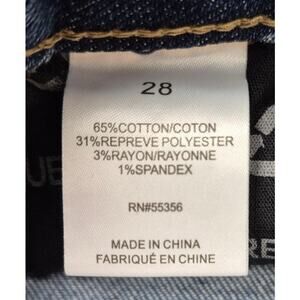 28
65%COTTON/COTON
31%REPREVE POLYESTER
3%RAYON/RAYONNE
1%SPANDEX
RN#55356
MADE IN CHINA
FABRIQUÉ EN CHINE